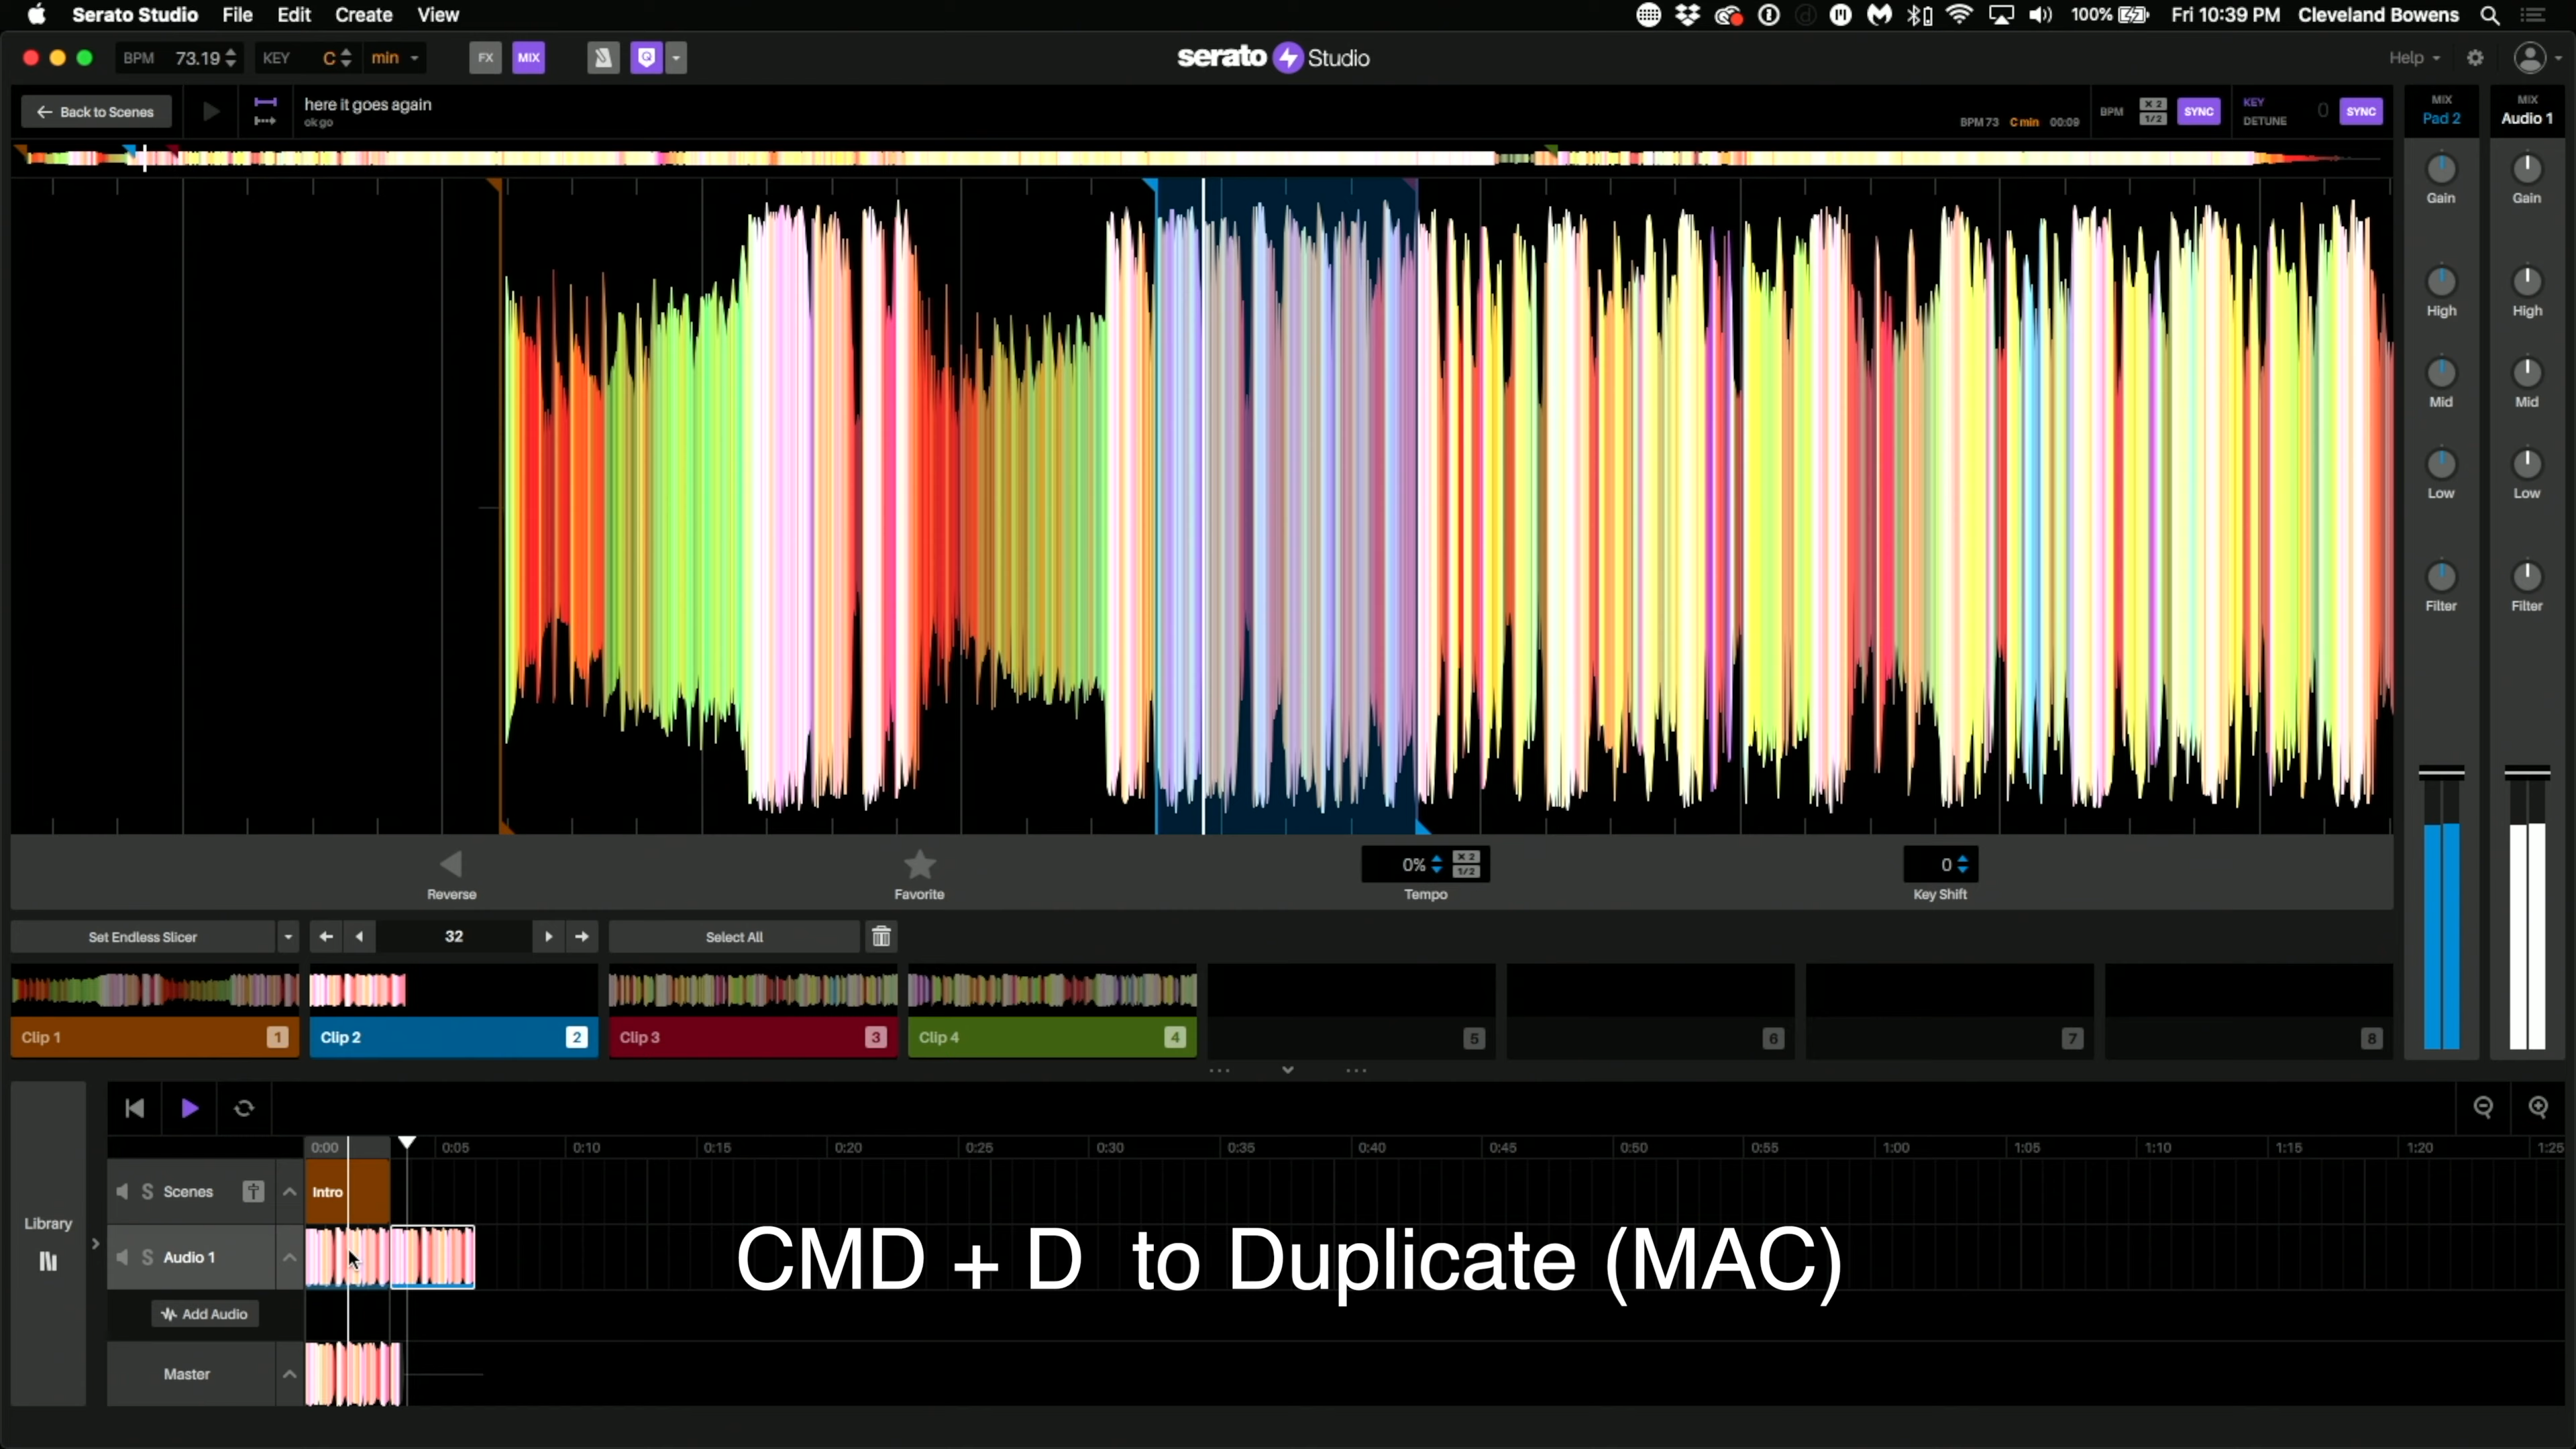 Serato Studio File Edit Create View 100% Fri 10:39 PM Cleveland Bowens
BPM 73.19 KEY C min FX MIX serato Studio Help
Back to Scenes
here it goes again
ok go
BPM 73 C min 00:09
BPM X 2 1/2 SYNC
KEY
DETUNE 0 SYNC
MIX
Pad 2
MIX
Audio 1
Gain Gain
High High
Mid Mid
Low Low
Filter Filter
Reverse Favorite 0% X 2 1/2 Tempo 0 Key Shift
Set Endless Slicer 32 Select All
Clip 1 1 Clip 2 2 Clip 3 3 Clip 4 4 5 6 7 8
0:00 0:05 0:10 0:15 0:20 0:25 0:30 0:35 0:40 0:45 0:50 0:55 1:00 1:05 1:10 1:15 1:20 1:25
Library
S Scenes Intro
S Audio 1
CMD + D to Duplicate (MAC)
Add Audio
Master